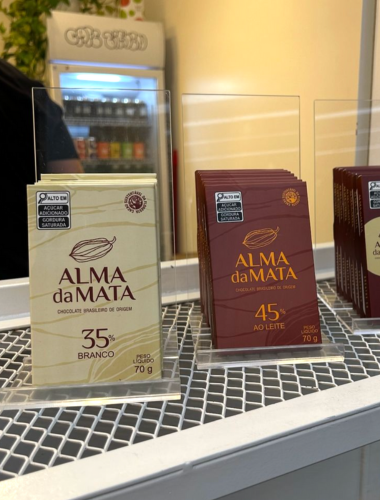 ALTO EM
AÇÚCAR
ADICIONADO
GORDURA
SATURADA
ALMA
daMATA
CHOCOLATE BRASILEIRO DE ORIGEM
35%
BRANCO
PESO
LÍQUIDO
70 g
ALTO EM
AÇÚCAR
ADICIONADO
GORDURA
SATURADA
ALMA
daMATA
CHOCOLATE BRASILEIRO DE ORIGEM
45%
AO LEITE
PESO
LÍQUIDO
70 g